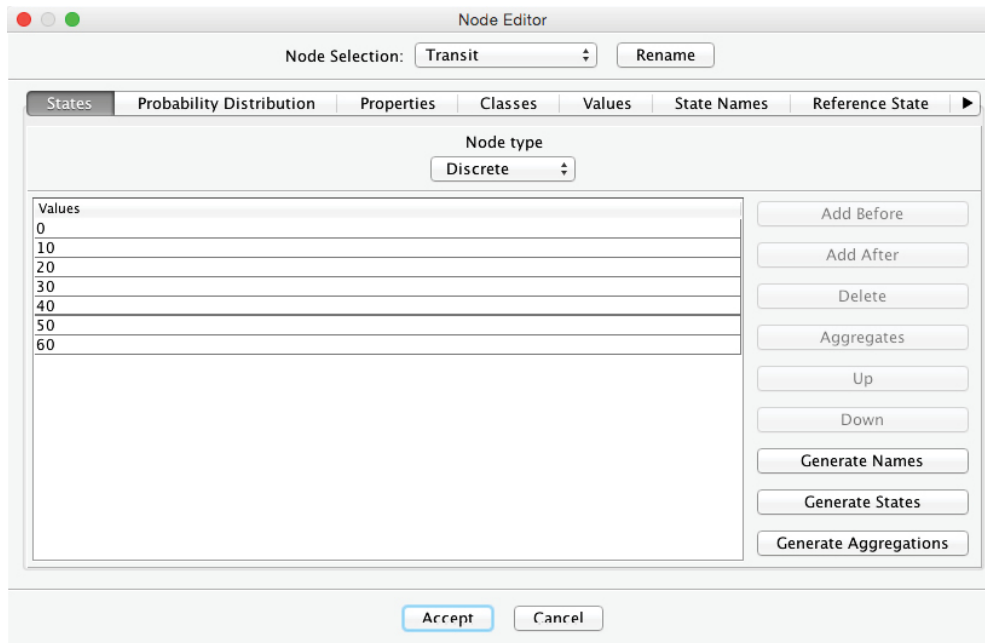 Node Editor
Node Selection: Transit Rename
States Probability Distribution Properties Classes Values State Names Reference State
Node type
Discrete
Values
0
10
20
30
40
50
60
Add Before
Add After
Delete
Aggregates
Up
Down
Generate Names
Generate States
Generate Aggregations
Accept Cancel